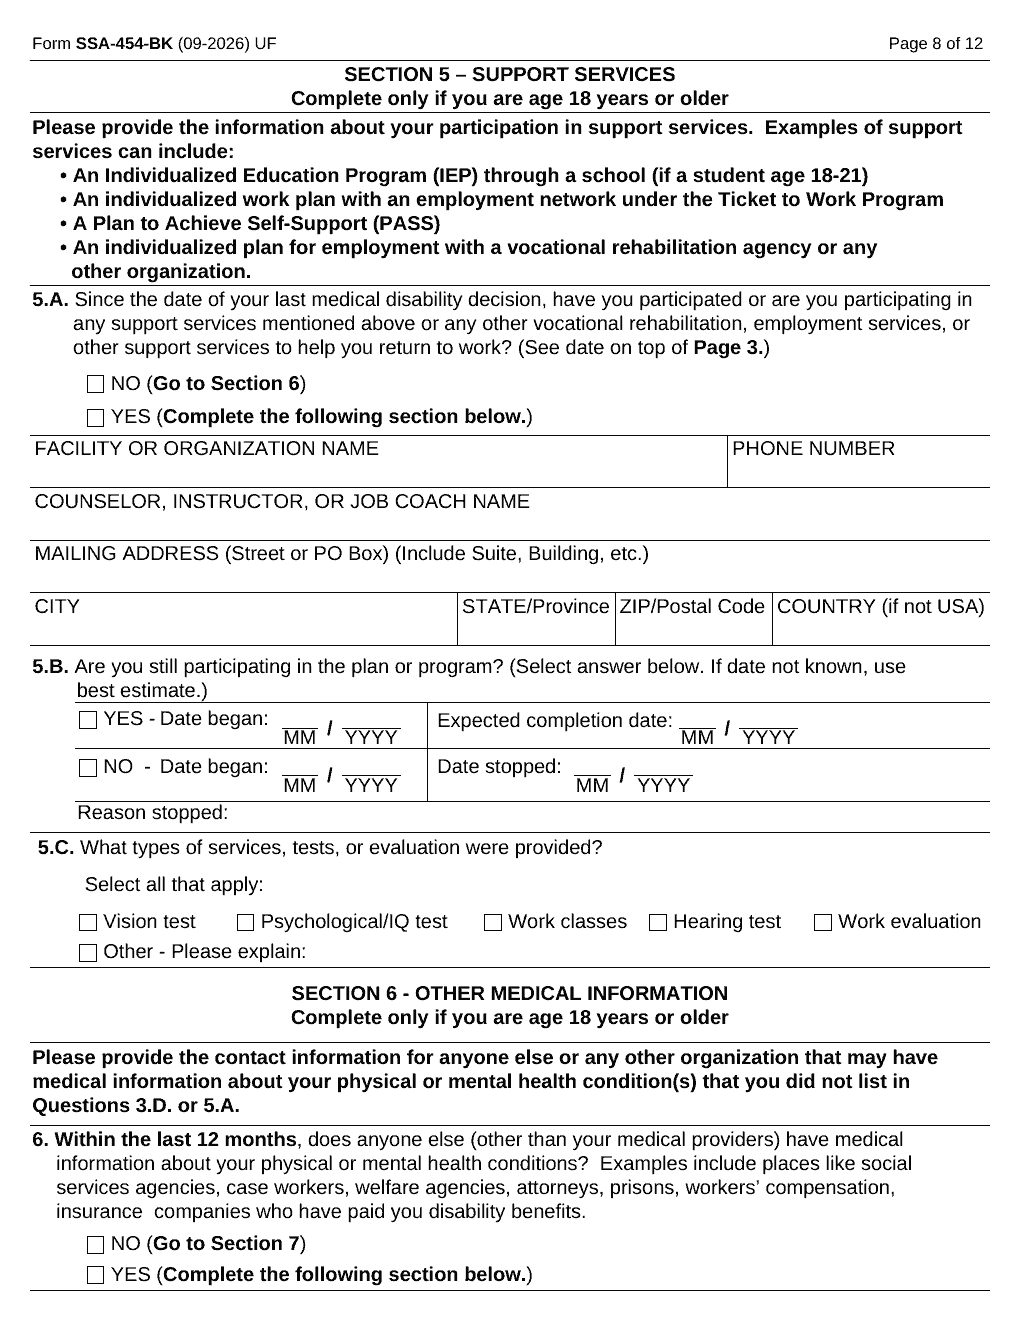 Form SSA-454-BK (09-2026) UF Page 8 of 12
SECTION 5 – SUPPORT SERVICES
Complete only if you are age 18 years or older
Please provide the information about your participation in support services.  Examples of support
services can include:
• An Individualized Education Program (IEP) through a school (if a student age 18-21)
• An individualized work plan with an employment network under the Ticket to Work Program
• A Plan to Achieve Self-Support (PASS)
• An individualized plan for employment with a vocational rehabilitation agency or any
other organization.
5.A. Since the date of your last medical disability decision, have you participated or are you participating in
any support services mentioned above or any other vocational rehabilitation, employment services, or
other support services to help you return to work? (See date on top of Page 3.)
NO (Go to Section 6)
YES (Complete the following section below.)
FACILITY OR ORGANIZATION NAME PHONE NUMBER
COUNSELOR, INSTRUCTOR, OR JOB COACH NAME
MAILING ADDRESS (Street or PO Box) (Include Suite, Building, etc.)
CITY STATE/Province ZIP/Postal Code COUNTRY (if not USA)
5.B. Are you still participating in the plan or program? (Select answer below. If date not known, use
best estimate.)
YES - Date began: / Expected completion date: /
MM YYYY MM YYYY
NO - Date began: / Date stopped: /
MM YYYY MM YYYY
Reason stopped:
5.C. What types of services, tests, or evaluation were provided?
Select all that apply:
Vision test Psychological/IQ test Work classes Hearing test Work evaluation
Other - Please explain:
SECTION 6 - OTHER MEDICAL INFORMATION
Complete only if you are age 18 years or older
Please provide the contact information for anyone else or any other organization that may have
medical information about your physical or mental health condition(s) that you did not list in
Questions 3.D. or 5.A.
6. Within the last 12 months, does anyone else (other than your medical providers) have medical
information about your physical or mental health conditions?  Examples include places like social
services agencies, case workers, welfare agencies, attorneys, prisons, workers’ compensation,
insurance  companies who have paid you disability benefits.
NO (Go to Section 7)
YES (Complete the following section below.)